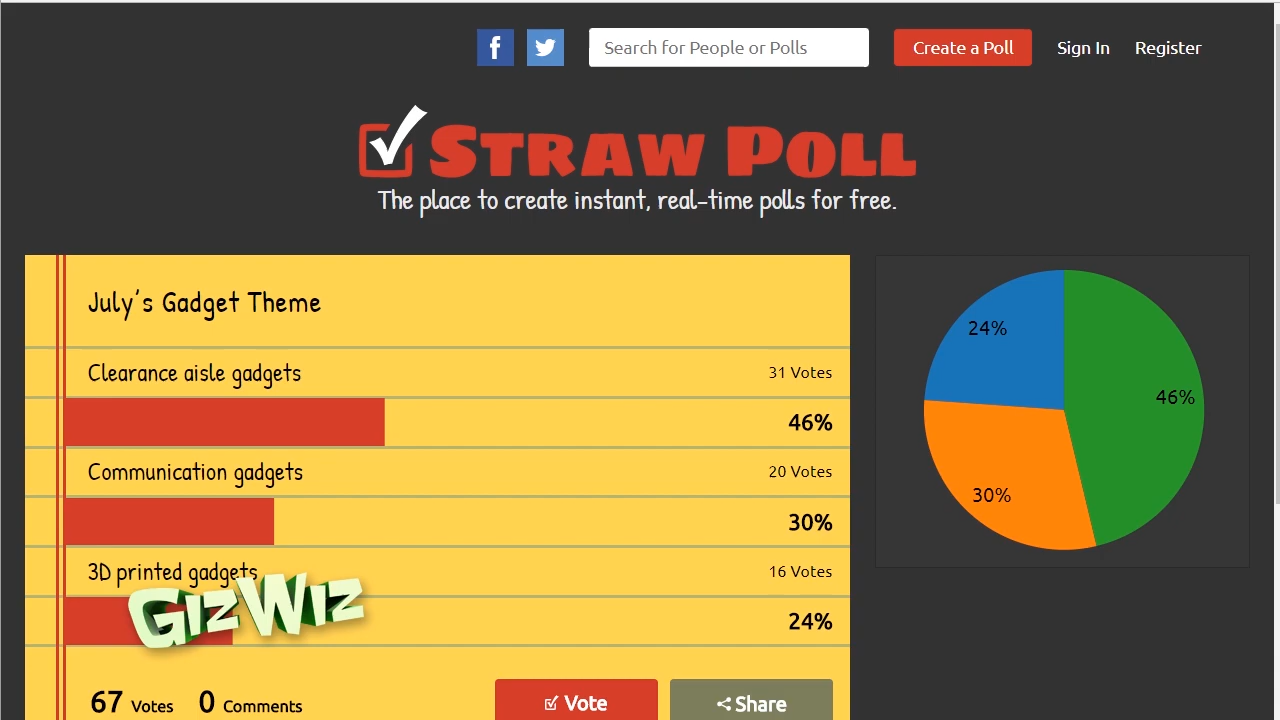 f
Search for People or Polls
Create a Poll
Sign In
Register
STRAW POLL
The place to create instant, real-time polls for free.
July's Gadget Theme
Clearance aisle gadgets 31 Votes
46%
Communication gadgets 20 Votes
30%
3D printed gadgets 16 Votes
24%
GIZWIZ
67 Votes 0 Comments
Vote
Share
24%
46%
30%